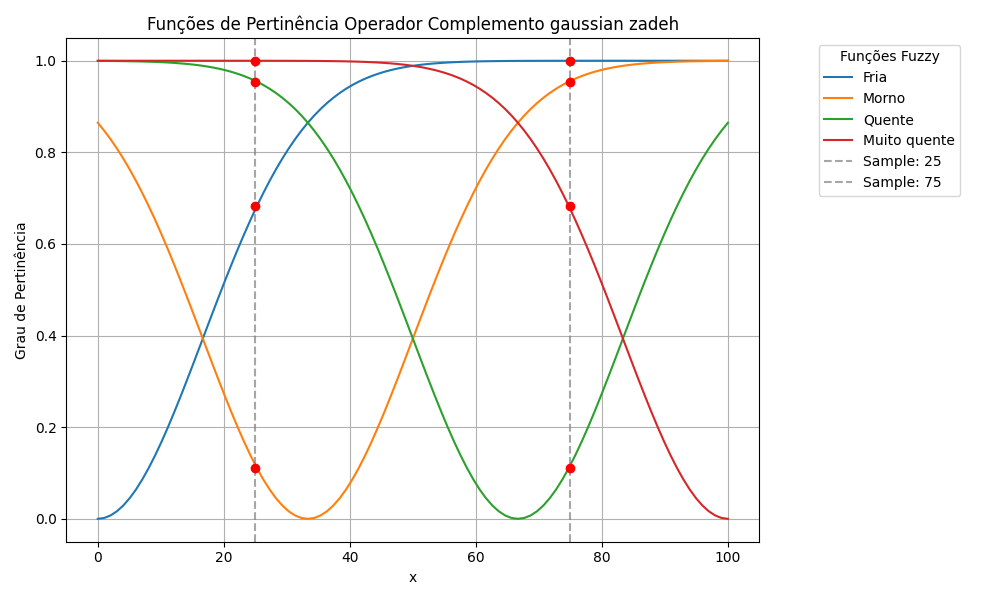 Funções de Pertinência Operador Complemento gaussian zadeh
Grau de Pertinência
1.0
0.8
0.6
0.4
0.2
0.0
0
20
40
60
80
100
x
Funções Fuzzy
Fria
Morno
Quente
Muito quente
Sample: 25
Sample: 75